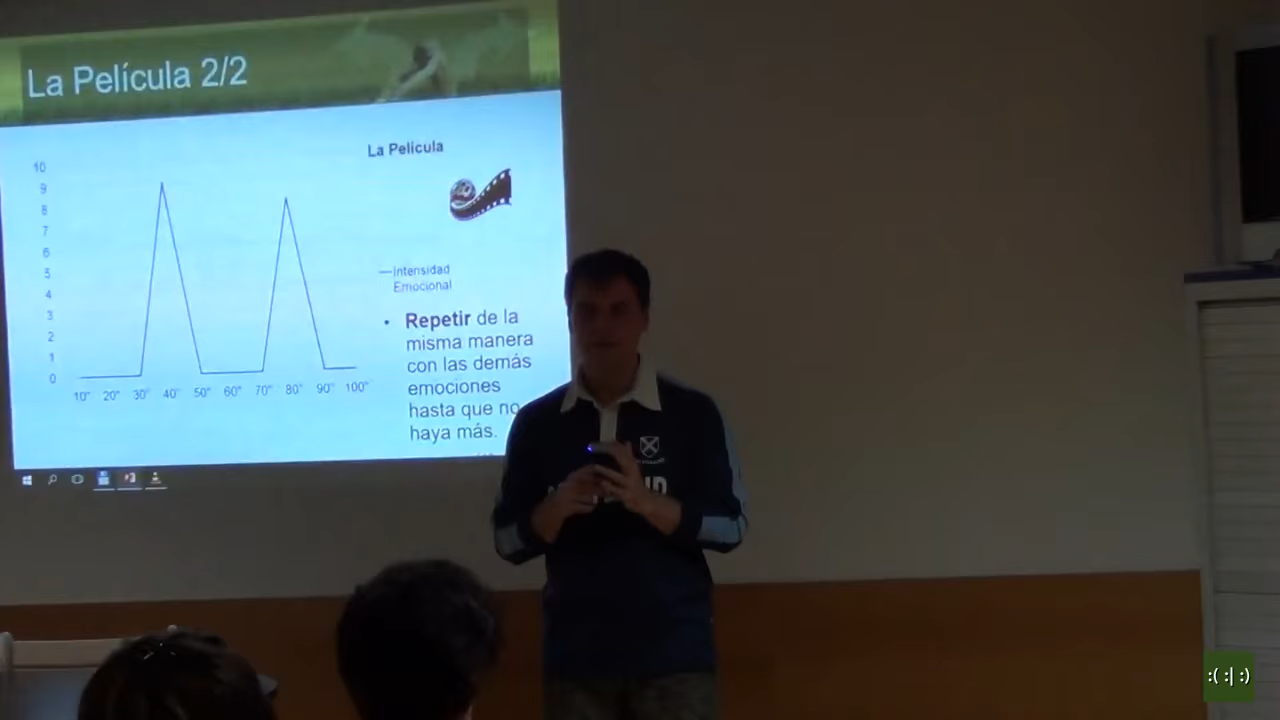 La Película 2/2
La Película
10
9
8
7
6
5
4
3
2
1
0
10" 20" 30" 40" 50" 60" 70" 80" 90" 100"
Intensidad
Emocional
• Repetir de la
misma manera
con las demás
emociones
hasta que no
haya más.
:( :| :)